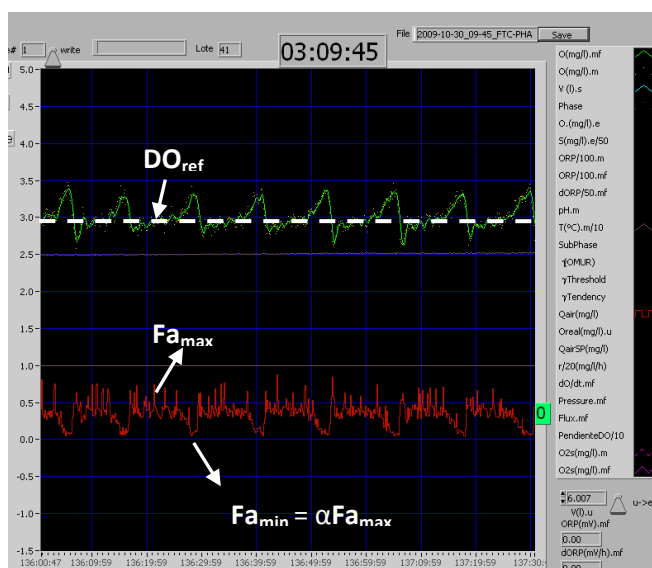 File 2009-10-30_09-45_FTC-PHA Save
e# 1 write Lote 41 03:09:45
5.0
4.5
4.0
3.5
3.0
2.5
2.0
1.5
1.0
0.5
0.0
-0.5
-1.0
-1.5
DOref
Famax
Famin = αFamax
136:00:47 136:09:59 136:19:59 136:29:59 136:39:59 136:49:59 136:59:59 137:09:59 137:19:59 137:30:0
0
O(mg/l).mf
O(mg/l).m
V (l).s
Phase
O.(mg/l).e
S(mg/l).e/50
ORP/100.m
ORP/100.mf
dORP/50.mf
pH.m
T(ºC).m/10
SubPhase
γ(OMUR)
γThreshold
γTendency
Qair(mg/l)
Oreal(mg/l).u
QairSP(mg/l)
r/20(mg/l/h)
dO/dt.mf
Pressure.mf
Flux.mf
PendienteDO/10
O2s(mg/l).m
O2s(mg/l).mf
6.007 u->e
V(l).u
ORP(mV).mf
0.00
dORP(mV/h).mf
0.00